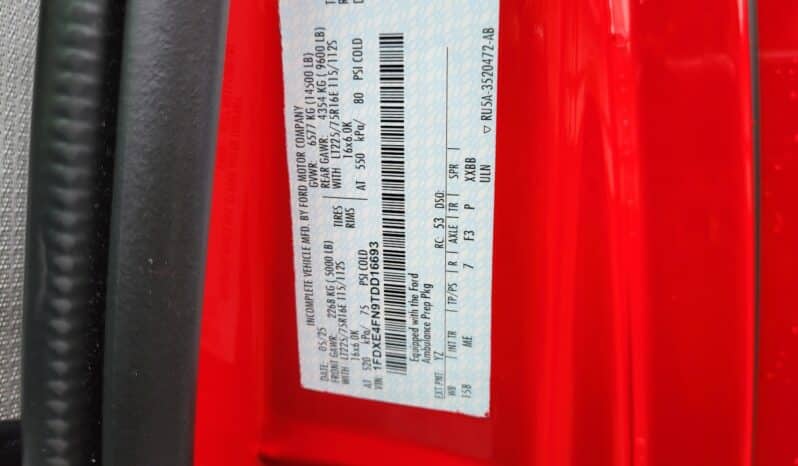 INCOMPLETE VEHICLE MFD. BY FORD MOTOR COMPANY
DATE: 05/25 GVWR: 6577 KG (14500 LB)
FRONT GAWR: 2268 KG (5000 LB) REAR GAWR: 4354 KG (9600 LB)
WITH LT225/75R16E 115/112S TIRES WITH LT225/75R16E 115/112S
16x6.0K RIMS 16x6.0K
AT 520 kPa/ 75 PSI COLD AT 550 kPa/ 80 PSI COLD
VIN: 1FDXE4FN9TDD16693
Equipped with the Ford
Ambulance Prep Pkg
EXT PNT: YZ RC: 53 DSO:
WB INT TR TP/PS R AXLE TR SPR
158 ME 7 F3 P XXBB
ULN
▽ RU5A-3520472-AB